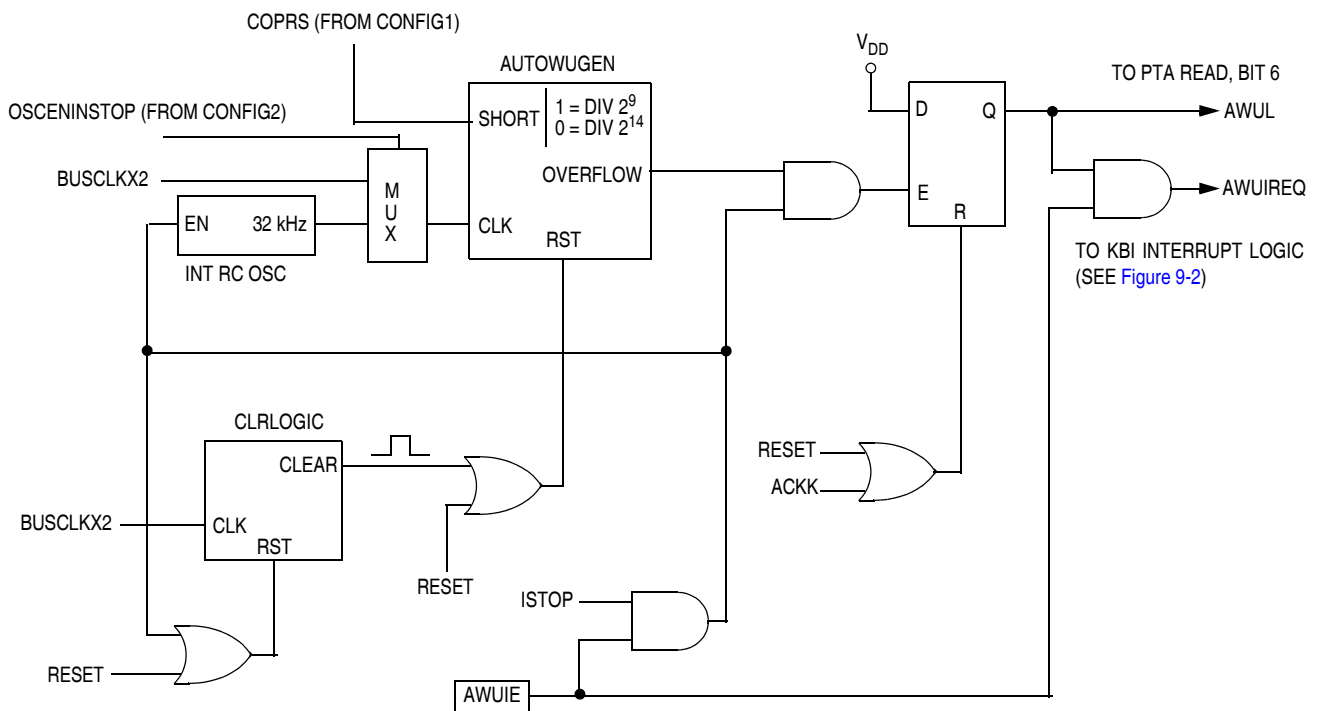 COPRS (FROM CONFIG1)
V_DD
AUTOWUGEN
TO PTA READ, BIT 6
SHORT
1 = DIV 2^9
0 = DIV 2^14
D
Q
AWUL
OSCENINSTOP (FROM CONFIG2)
BUSCLKX2
MUX
OVERFLOW
E
AWUIREQ
EN
32 kHz
CLK
RST
R
INT RC OSC
TO KBI INTERRUPT LOGIC
(SEE Figure 9-2)
CLRLOGIC
CLEAR
RESET
ACKK
BUSCLKX2
CLK
RST
RESET
ISTOP
RESET
AWUIE